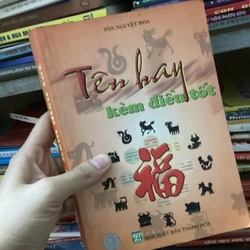 TÔN NGUYỆT HOA
Tên hay
kèm điều tốt
福
NHÀ XUẤT BẢN THANH HÓA